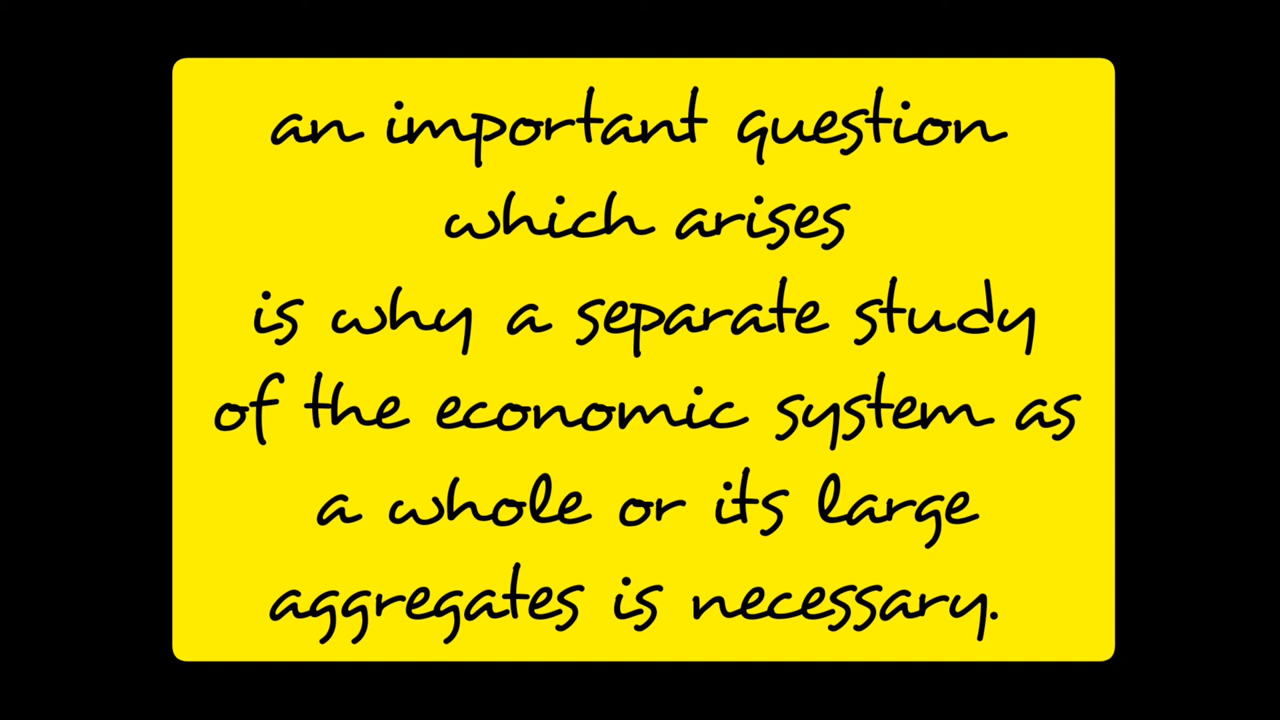 an important question
which arises
is why a separate study
of the economic system as
a whole or its large
aggregates is necessary.